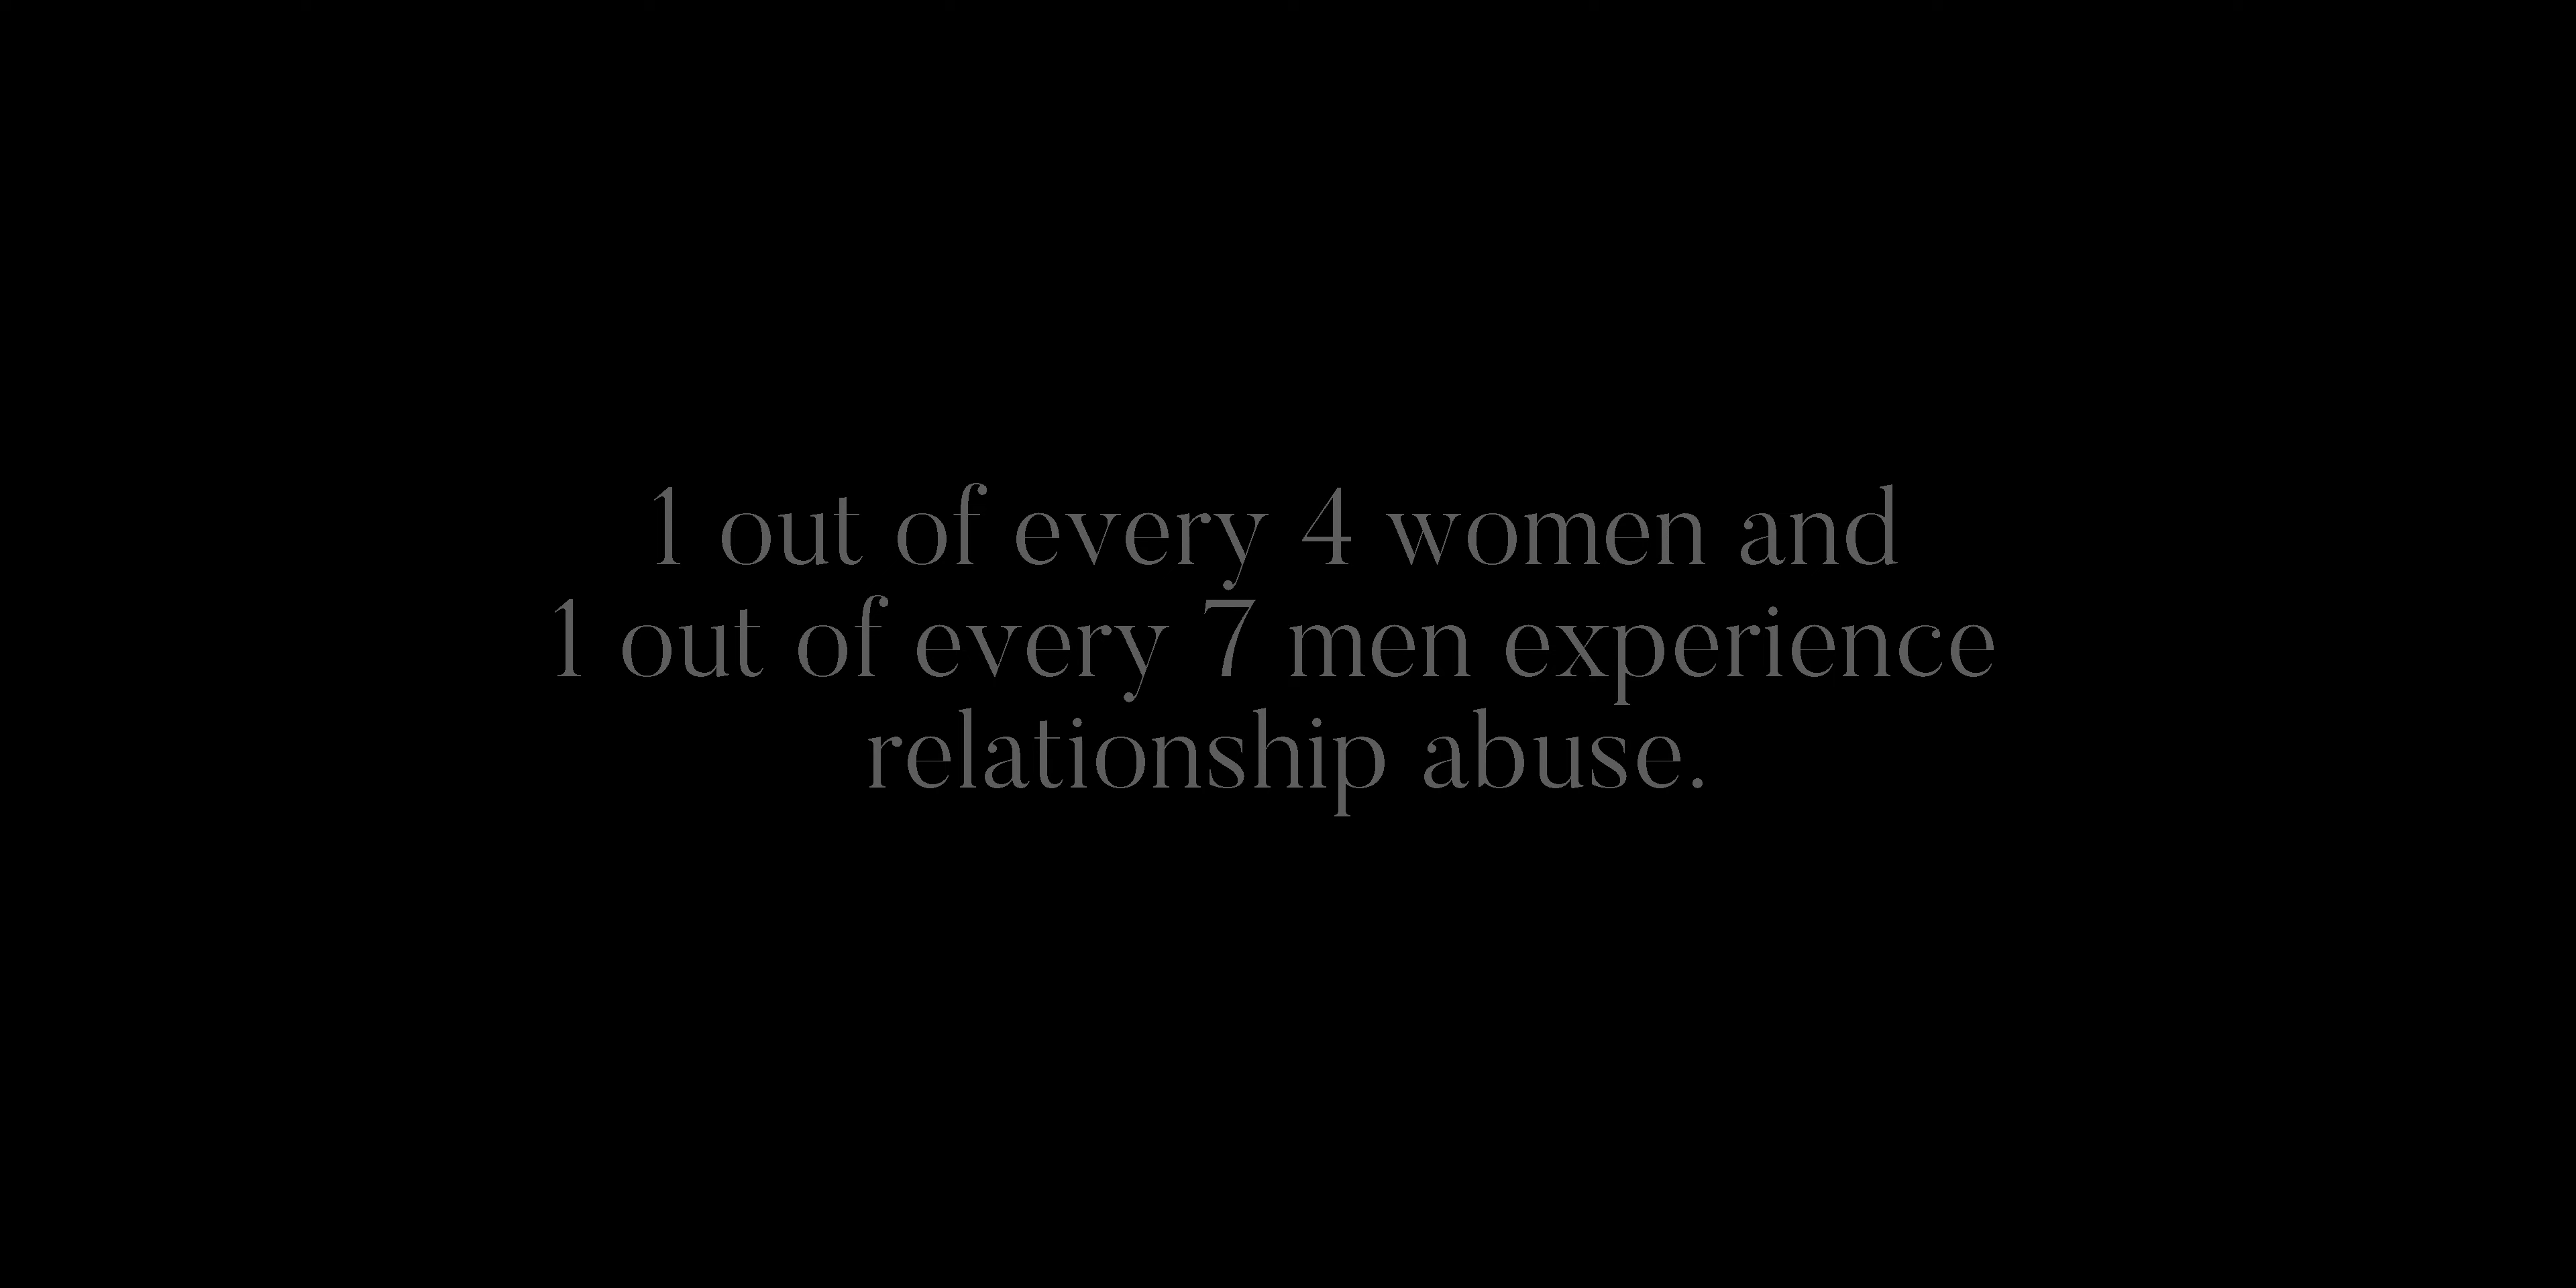 1 out of every 4 women and
1 out of every 7 men experience
relationship abuse.